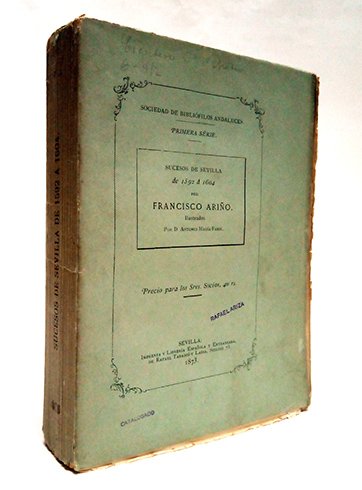 SOCIEDAD DE BIBLIÓFILOS ANDALUCES.
PRIMERA SÉRIE.
SUCESOS DE SEVILLA
de 1592 á 1604
POR
FRANCISCO ARIÑO.
Ilustrados
POR D. ANTONIO MARÍA FABIÉ.
Precio para los Sres. Sócios, 40 rs.
RAFAEL ARIZA
SEVILLA:
IMPRENTA Y LIBRERÍA ESPAÑOLA Y EXTRANJERA,
DE RAFAEL TARASCÓ Y LASSA, SIERPES 73.
1873.
CATALOGADO
SUCESOS DE SEVILLA DE 1592 A 1604.